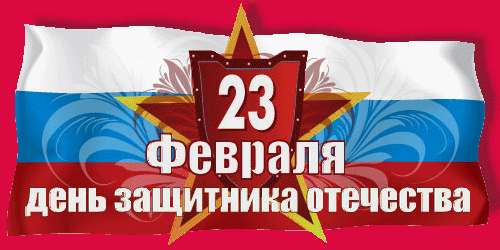 23
Февраля
день защитника отечества